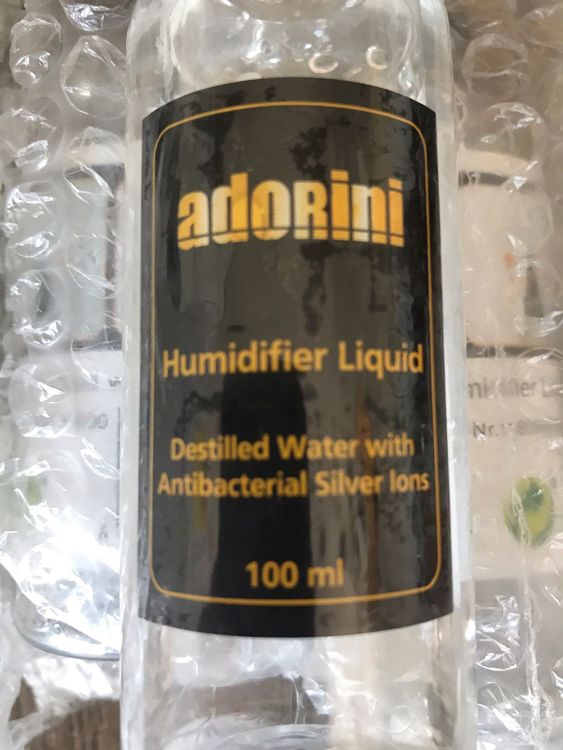 adorini
Humidifier Liquid
Destilled Water with
Antibacterial Silver Ions
100 ml